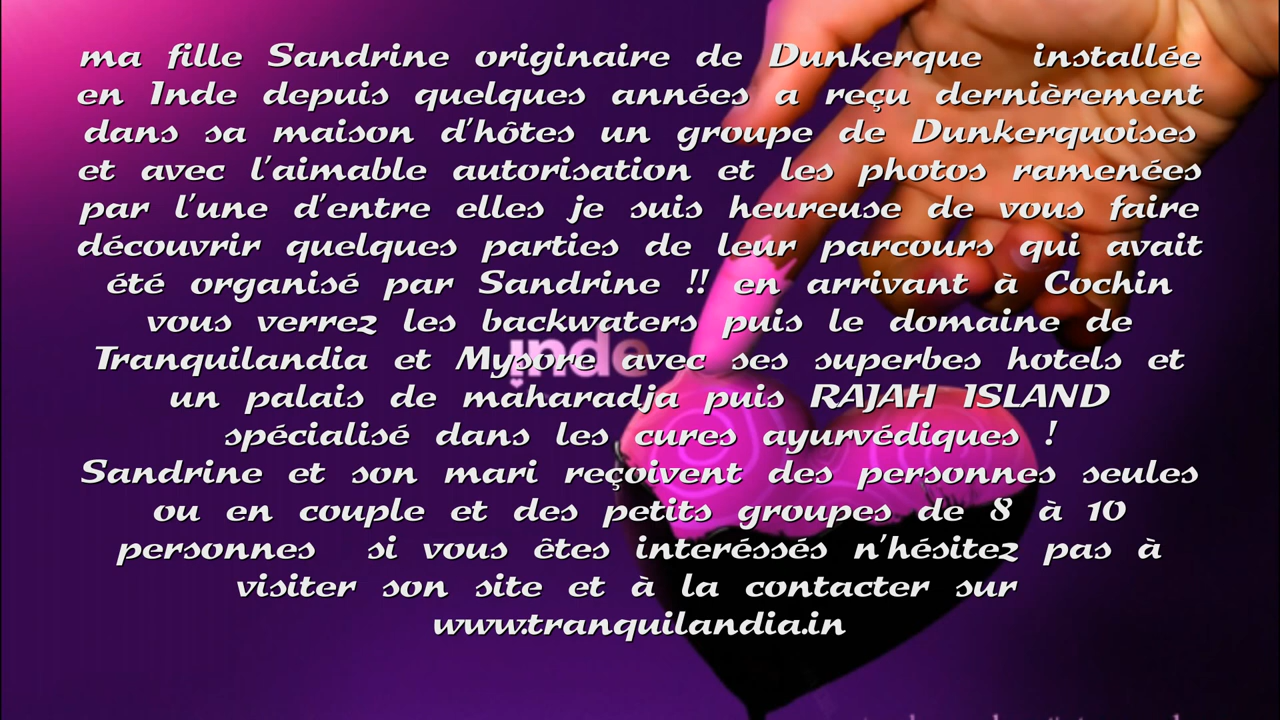 ma fille Sandrine originaire de Dunkerque installée
en Inde depuis quelques années a reçu dernièrement
dans sa maison d'hôtes un groupe de Dunkerquoises
et avec l'aimable autorisation et les photos ramenées
par l'une d'entre elles je suis heureuse de vous faire
découvrir quelques parties de leur parcours qui avait
été organisé par Sandrine !! en arrivant à Cochin
vous verrez les backwaters puis le domaine de
Tranquilandia et Mysore avec ses superbes hotels et
inde
un palais de maharadja puis RAJAH ISLAND
spécialisé dans les cures ayurvédiques !
Sandrine et son mari reçoivent des personnes seules
ou en couple et des petits groupes de 8 à 10
personnes si vous êtes interéssés n'hésitez pas à
visiter son site et à la contacter sur
www.tranquilandia.in